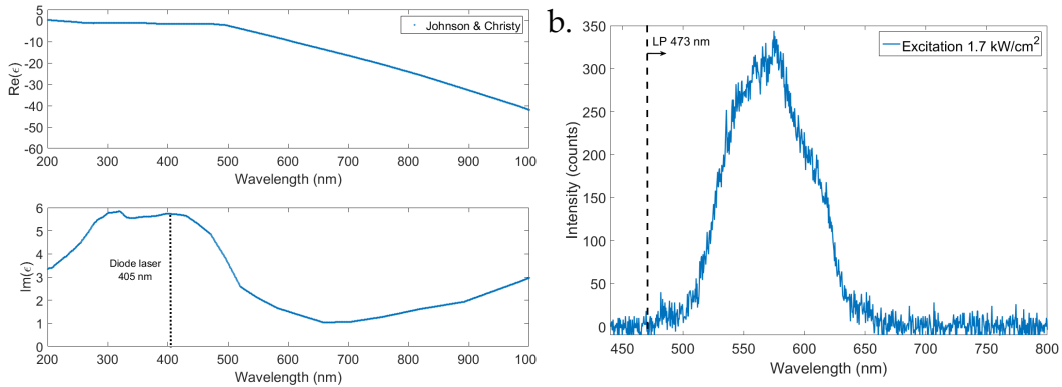 5
0
-10
-20
-30
-40
-50
-60
Re(ϵ)
Johnson & Christy
200 300 400 500 600 700 800 900 1000
Wavelength (nm)
6
5
4
3
2
1
0
Im(ϵ)
Diode laser
405 nm
200 300 400 500 600 700 800 900 1000
Wavelength (nm)
b.
350
300
250
200
150
100
50
0
Intensity (counts)
LP 473 nm
Excitation 1.7 kW/cm²
450 500 550 600 650 700 750 800
Wavelength (nm)